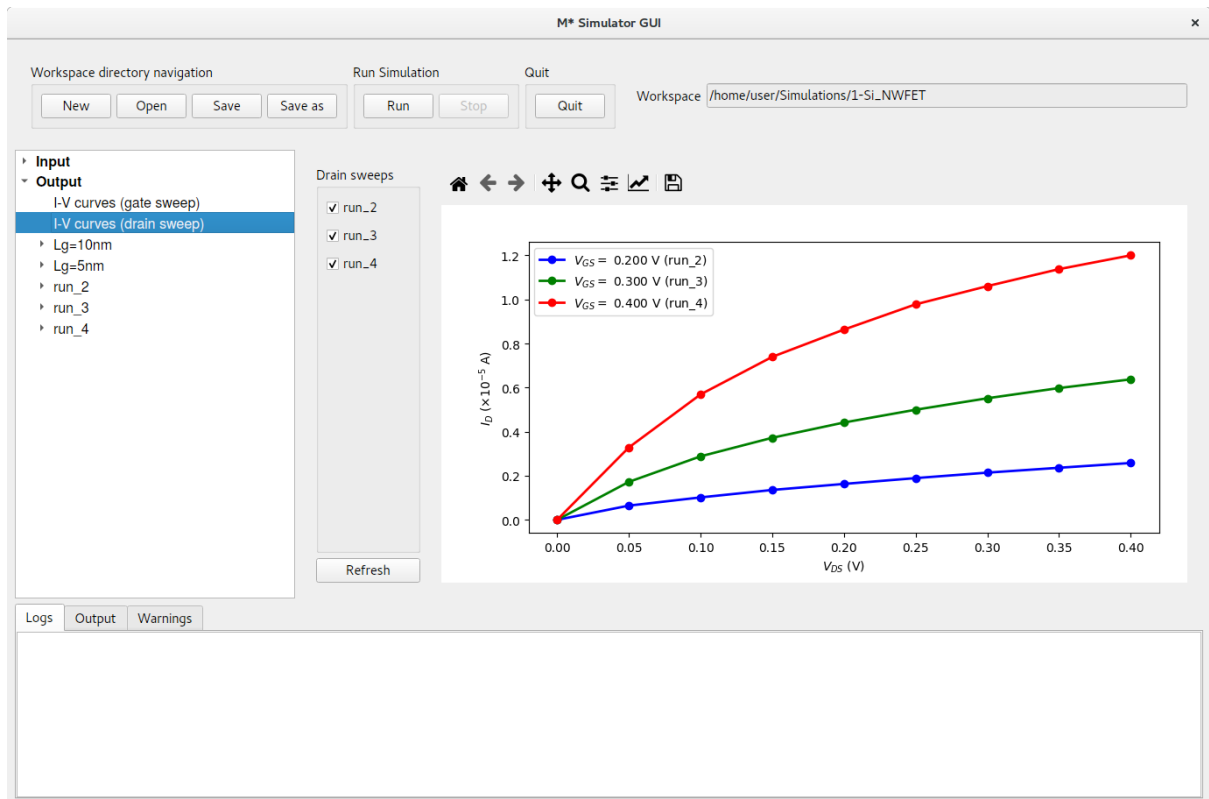 M* Simulator GUI
×
Workspace directory navigation
Run Simulation
Quit
New
Open
Save
Save as
Run
Stop
Quit
Workspace
/home/user/Simulations/1-Si_NWFET
Input
Output
I-V curves (gate sweep)
I-V curves (drain sweep)
Lg=10nm
Lg=5nm
run_2
run_3
run_4
Drain sweeps
run_2
run_3
run_4
Refresh
V_GS = 0.200 V (run_2)
V_GS = 0.300 V (run_3)
V_GS = 0.400 V (run_4)
I_D (×10⁻⁵ A)
1.2
1.0
0.8
0.6
0.4
0.2
0.0
0.00 0.05 0.10 0.15 0.20 0.25 0.30 0.35 0.40
V_DS (V)
Logs
Output
Warnings